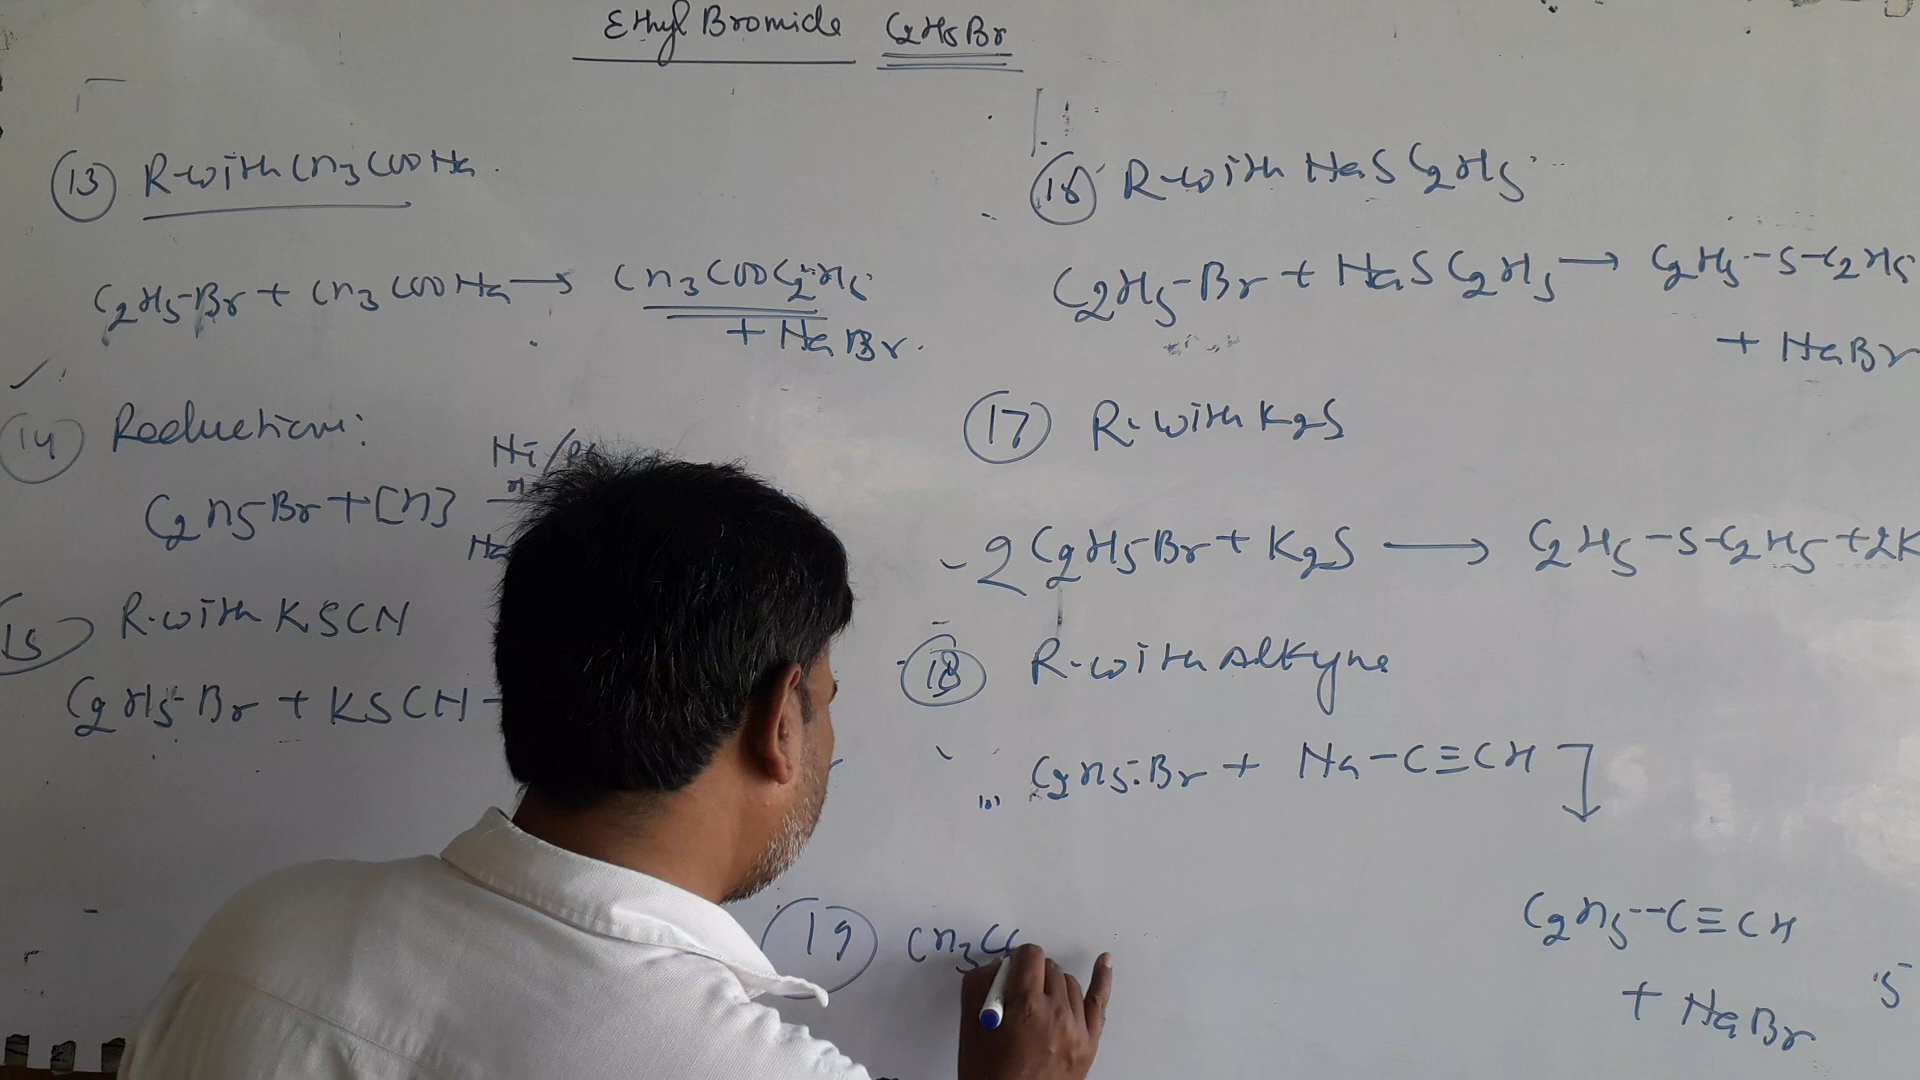 Ethyl Bromide C2H5Br
13 R-with CH3COONa.
C2H5-Br + CH3COONa → CH3COOC2H5
+ NaBr.
14 Reduction:
Ni/
C2H5Br + [H]
15 R.with KSCN
C2H5-Br + KSCN
16 R-with NaSC2H5
C2H5-Br + NaSC2H5 → C2H5-S-C2H5
+ NaBr
17 R.with K2S
2C2H5Br + K2S → C2H5-S-C2H5 + 2K
18 R-with Alkyne
C2H5-Br + Na-C≡CH
C2H5-C≡CH
+ NaBr
19 CH3C